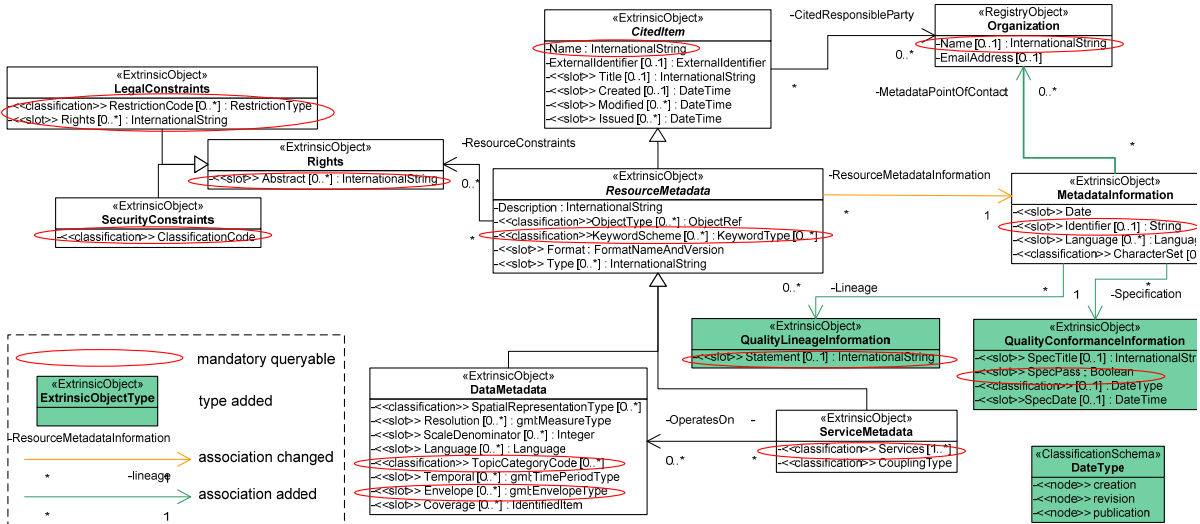 «ExtrinsicObject»
CitedItem
-Name : InternationalString
-ExternalIdentifier [0..1] : ExternalIdentifier
-<<slot>> Title [0..1] : InternationalString
-<<slot>> Created [0..1] : DateTime
-<<slot>> Modified [0..*] : DateTime
-<<slot>> Issued [0..*] : DateTime
-CitedResponsibleParty
0..*
*
«RegistryObject»
Organization
-Name [0..1] : InternationalString
-EmailAddress [0..1]
-MetadataPointOfContact
0..*
*
«ExtrinsicObject»
LegalConstraints
-<<classification>> RestrictionCode [0..*] : RestrictionType
-<<slot>> Rights [0..*] : InternationalString
«ExtrinsicObject»
Rights
-<<slot>> Abstract [0..*] : InternationalString
-ResourceConstraints
0..*
*
«ExtrinsicObject»
SecurityConstraints
-<<classification>> ClassificationCode
«ExtrinsicObject»
ResourceMetadata
-Description : InternationalString
-<<classification>>ObjectType [0..*] : ObjectRef
-<<classification>>KeywordScheme [0..*] : KeywordType [0..*]
-<<slot>> Format : FormatNameAndVersion
-<<slot>> Type [0..*] : InternationalString
-ResourceMetadataInformation
*
1
«ExtrinsicObject»
MetadataInformation
-<<slot>> Date
-<<slot>> Identifier [0..1] : String
-<<slot>> Language [0..*] : Langua
-<<classification>> CharacterSet [0
0..*
-Lineage
*
1
-Specification
*
«ExtrinsicObject»
QualityLineageInformation
-<<slot>> Statement [0..1] : InternationalString
«ExtrinsicObject»
QualityConformanceInformation
-<<slot>> SpecTitle [0..1] : InternationalStr
-<<slot>> SpecPass : Boolean
-<<classification>> [0..1] : DateType
-<<slot>SpecDate [0..1] : DateTime
mandatory queryable
«ExtrinsicObject»
ExtrinsicObjectType
type added
-ResourceMetadataInformation
association changed
*
-lineage
association added
*
1
«ExtrinsicObject»
DataMetadata
-<<classification>> SpatialRepresentationType [0..*]
-<<slot>> Resolution [0..*] : gml:MeasureType
-<<slot>> ScaleDenominator [0..*] : Integer
-<<slot>> Language [0..*] : Language
-<<classification>> TopicCategoryCode [0..*]
-<<slot>> Temporal [0..*] : gml:TimePeriodType
-<<slot>> Envelope [0..*] : gml:EnvelopeType
-<<slot>> Coverage [0..*] : IdentifiedItem
-OperatesOn
-
0..*
*
«ExtrinsicObject»
ServiceMetadata
-<<classification>> Services [1..*]
-<<classification>> CouplingType
«ClassificationSchema»
DateType
-<<node>> creation
-<<node>> revision
-<<node>> publication